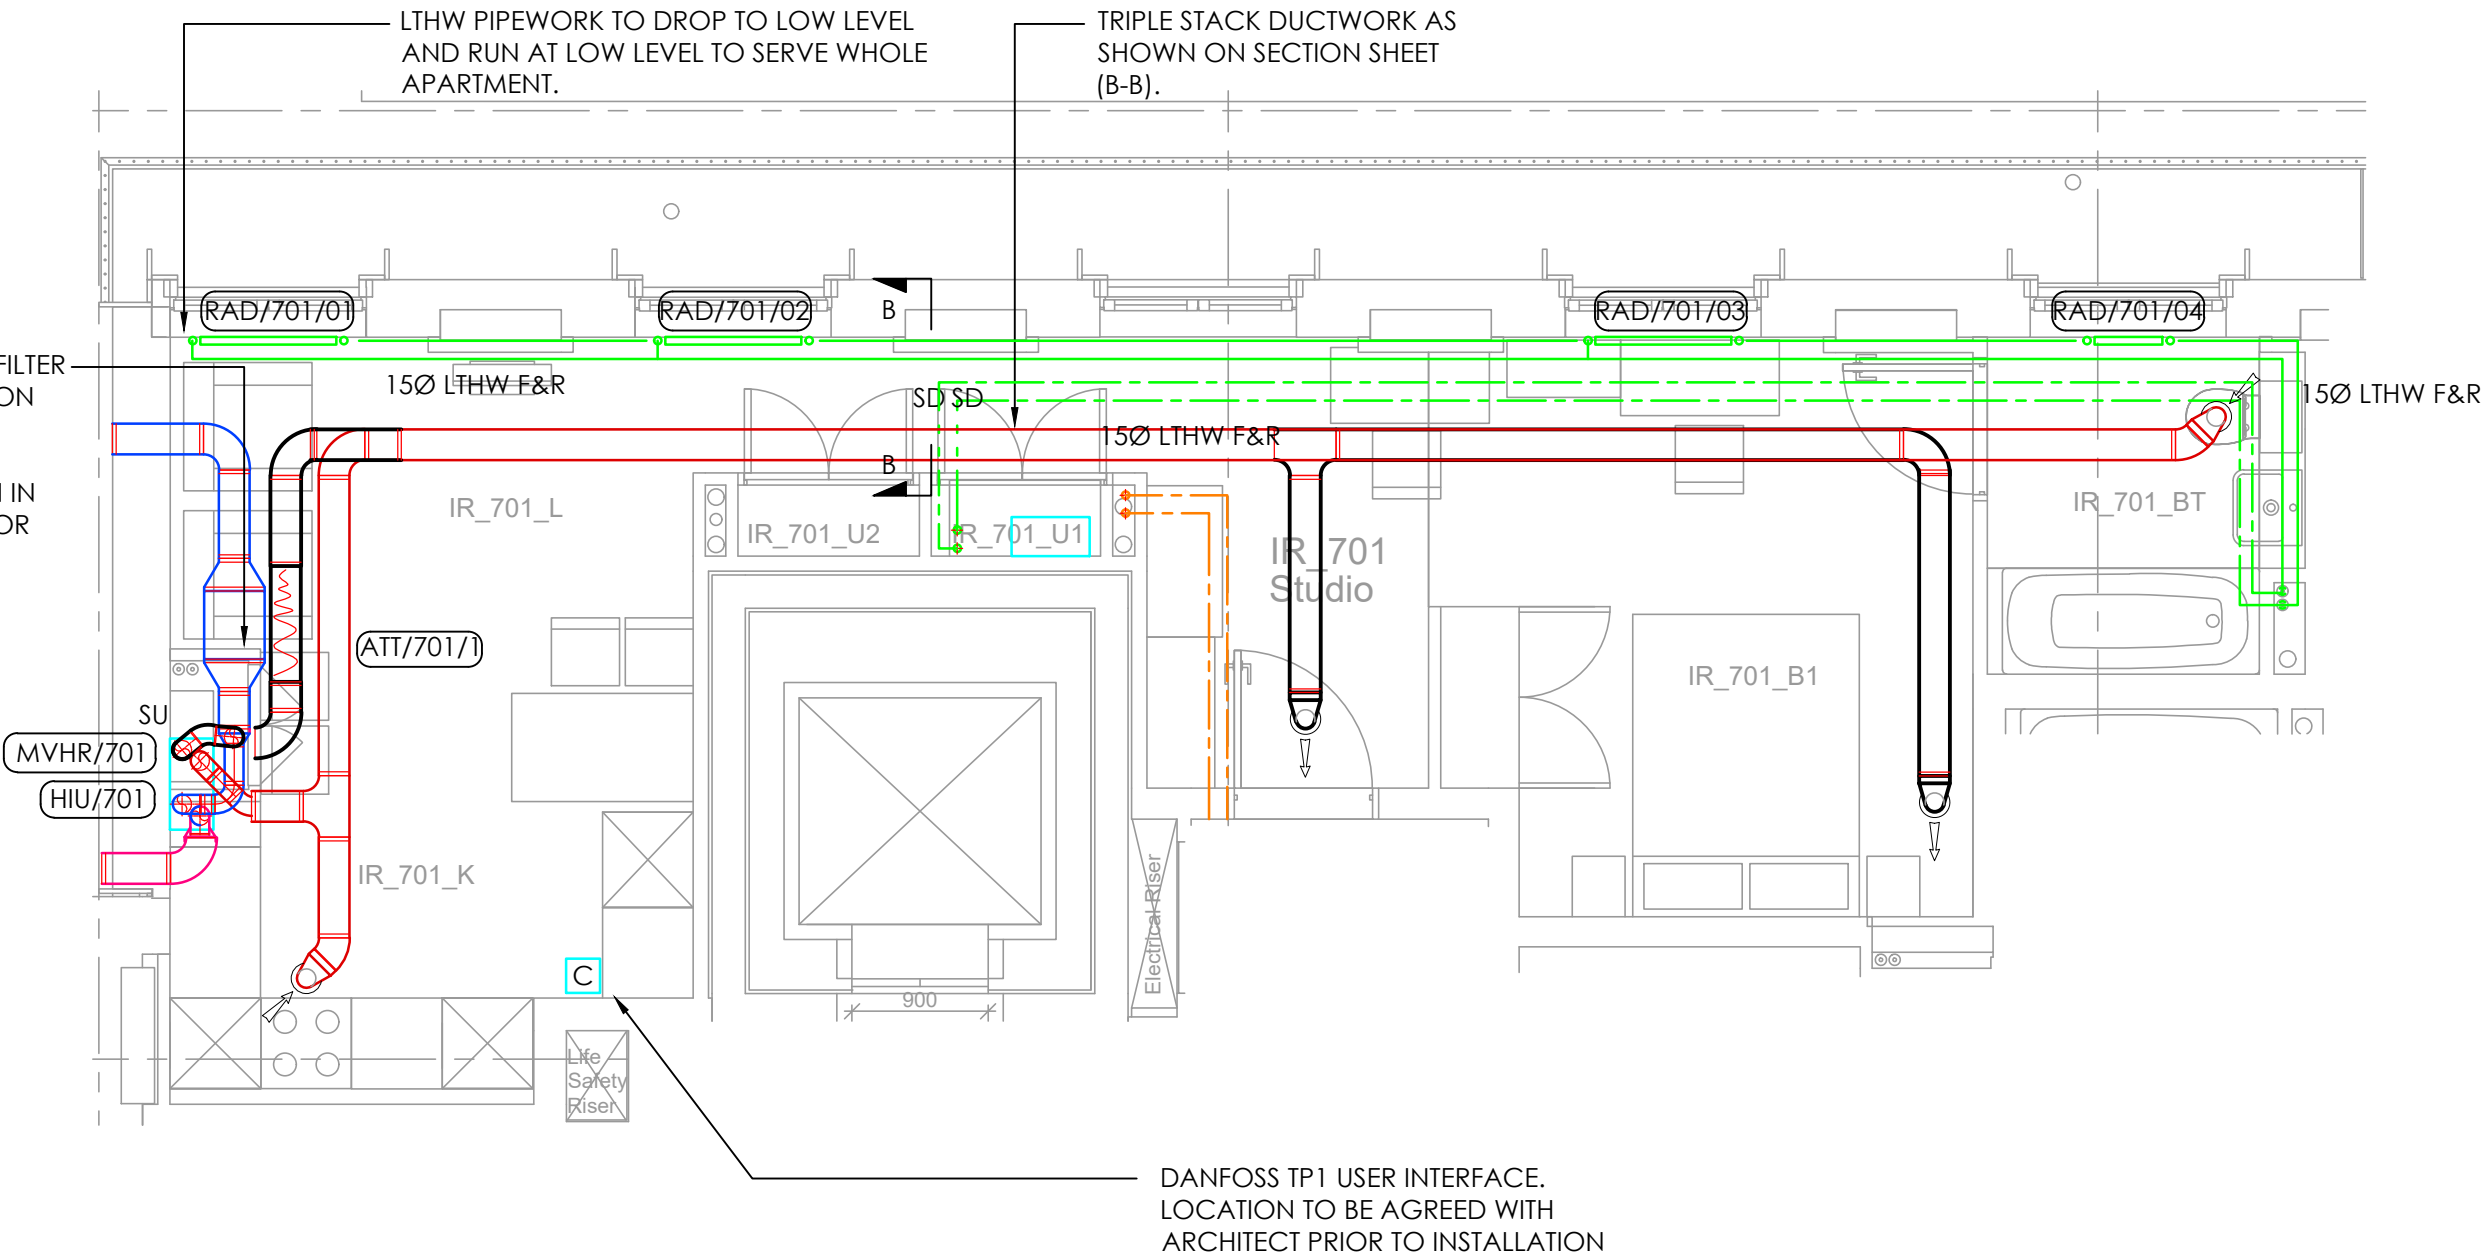 LTHW PIPEWORK TO DROP TO LOW LEVEL
AND RUN AT LOW LEVEL TO SERVE WHOLE
APARTMENT.
TRIPLE STACK DUCTWORK AS
SHOWN ON SECTION SHEET
(B-B).
RAD/701/01
RAD/701/02
B
RAD/701/03
RAD/701/04
FILTER
ON
15Ø LTHW F&R
SD SD
15Ø LTHW F&R
15Ø LTHW F&R
B
IN
OR
IR_701_L
IR_701_U2
IR_701_U1
IR_701
Studio
IR_701_BT
ATT/701/1
IR_701_B1
SU
MVHR/701
HIU/701
IR_701_K
Electrical Riser
C
900
Life
Safety
Riser
DANFOSS TP1 USER INTERFACE.
LOCATION TO BE AGREED WITH
ARCHITECT PRIOR TO INSTALLATION